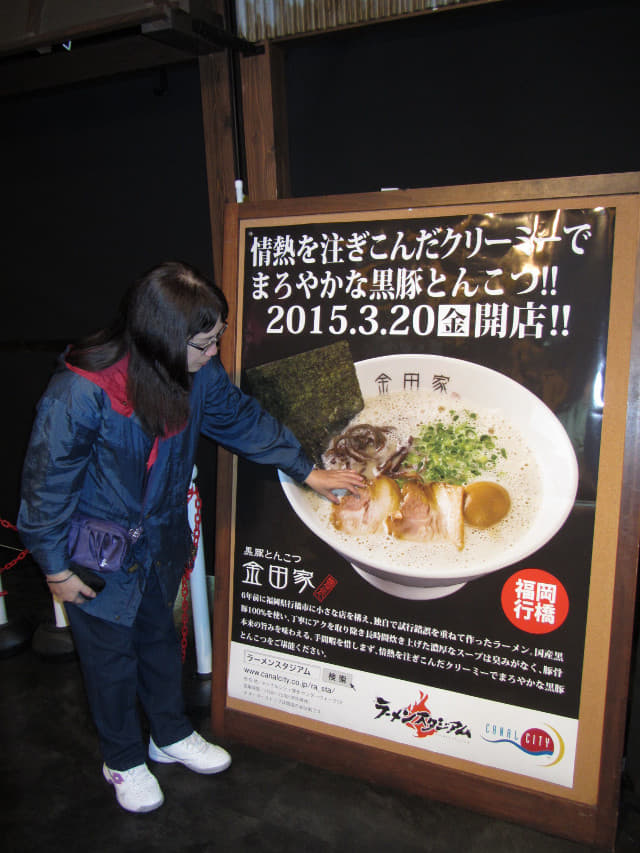 情熱を注ぎこんだクリーミーで
まろやかな黒豚とんこつ!!
2015.3.20金開店!!
金田家
黒豚とんこつ
金田家
福岡
行橋
6年前に福岡県行橋市に小さな店を構え、独自で試行錯誤を重ねて作ったラーメン。国産黒
豚100%を使い、丁寧にアクを取り除き長時間炊き上げた濃厚なスープは臭みがなく、豚骨
本来の旨みを味わえる。手間暇を惜しまず、情熱を注ぎこんだクリーミーでまろやかな黒豚
とんこつをご堪能ください。
ラーメンスタジアム 検索
www.canalcity.co.jp/ra_sta/
ラーメンスタジアム
CANAL CITY